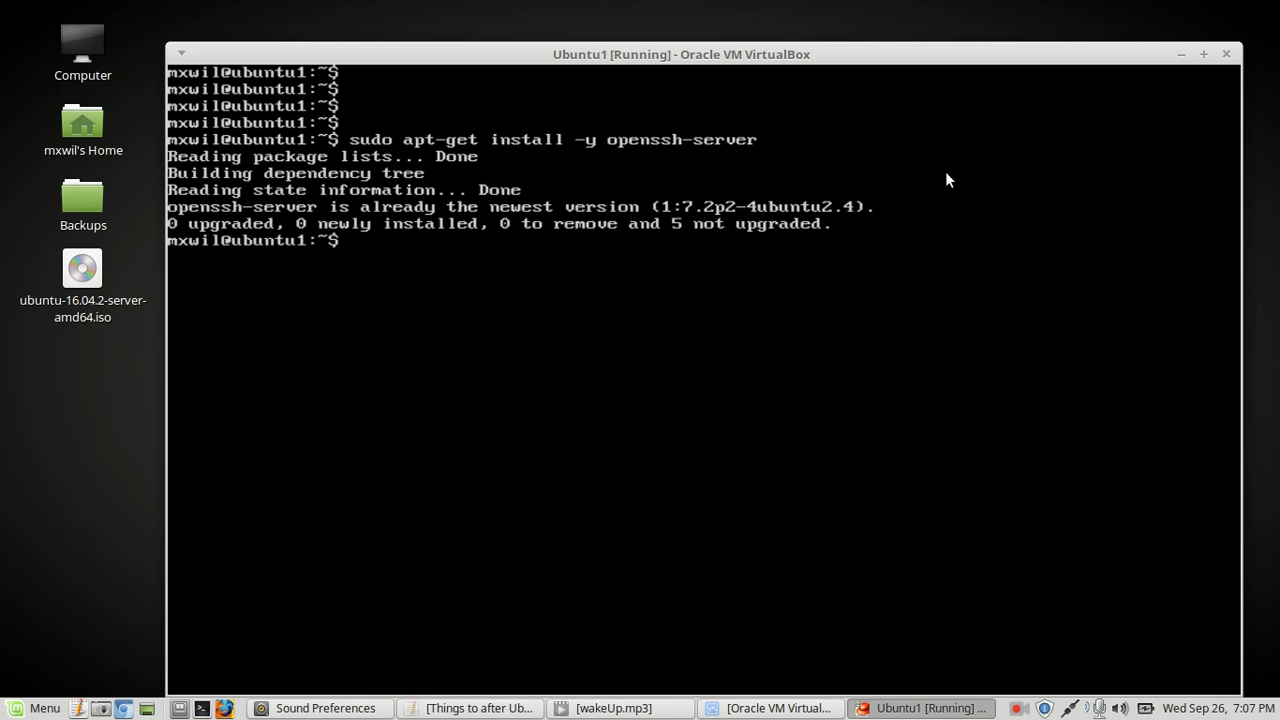 Computer
mxwil's Home
Backups
ubuntu-16.04.2-server-
amd64.iso
Ubuntu1 [Running] - Oracle VM VirtualBox
mxwil@ubuntu1:~$
mxwil@ubuntu1:~$
mxwil@ubuntu1:~$
mxwil@ubuntu1:~$
mxwil@ubuntu1:~$ sudo apt-get install -y openssh-server
Reading package lists... Done
Building dependency tree
Reading state information... Done
openssh-server is already the newest version (1:7.2p2-4ubuntu2.4).
0 upgraded, 0 newly installed, 0 to remove and 5 not upgraded.
mxwil@ubuntu1:~$
Menu Sound Preferences [Things to after Ub... [wakeUp.mp3] [Oracle VM Virtual... Ubuntu1 [Running] ... Wed Sep 26, 7:07 PM